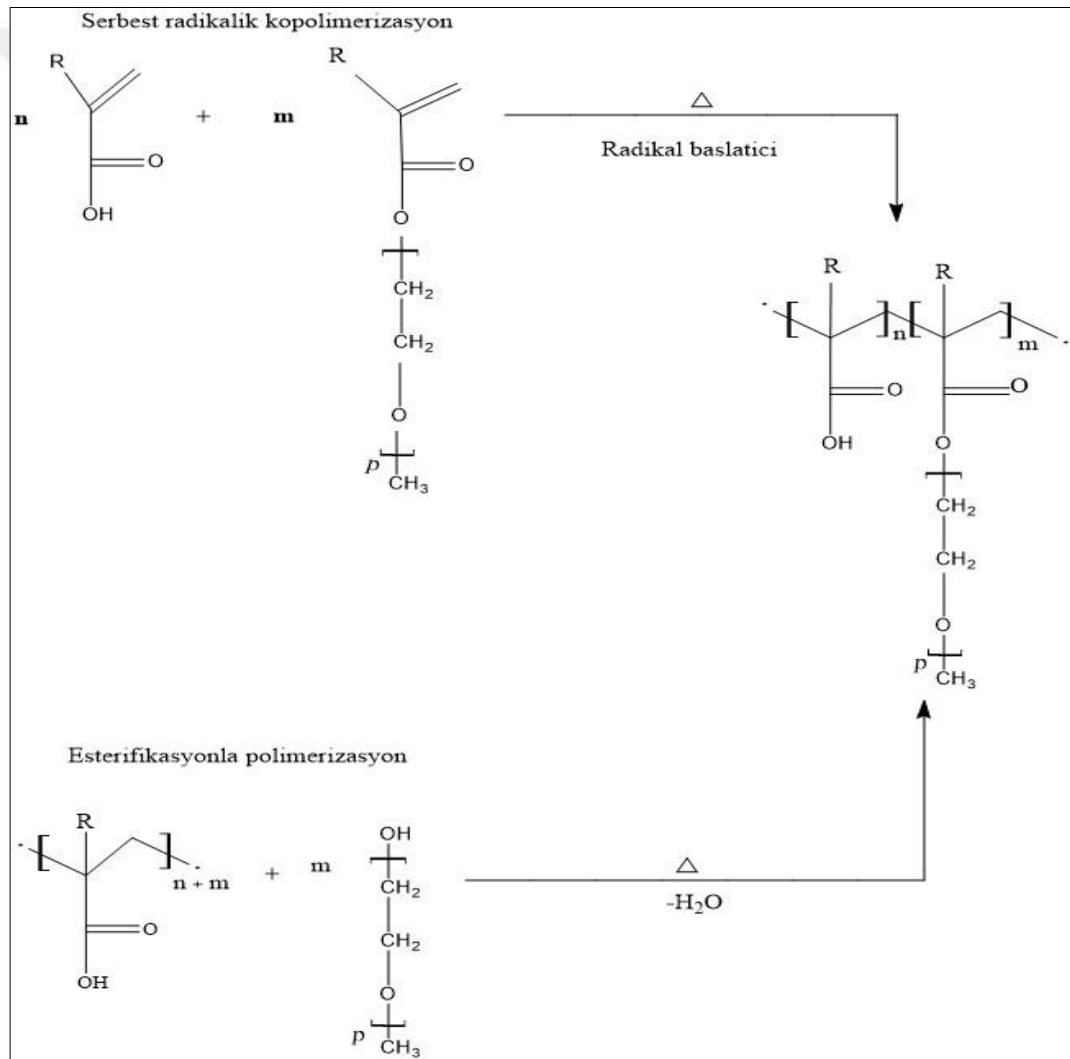 Serbest radikalik kopolimerizasyon
R
R
n
+
m
O
OH
O
O
△
Radikal baslatici
CH₂
CH₂
O
p
CH₃
R
R
n
m
O
O
OH
O
CH₂
CH₂
O
p
CH₃
Esterifikasyonla polimerizasyon
R
n + m
+
m
O
OH
OH
CH₂
CH₂
O
p
CH₃
△
-H₂O